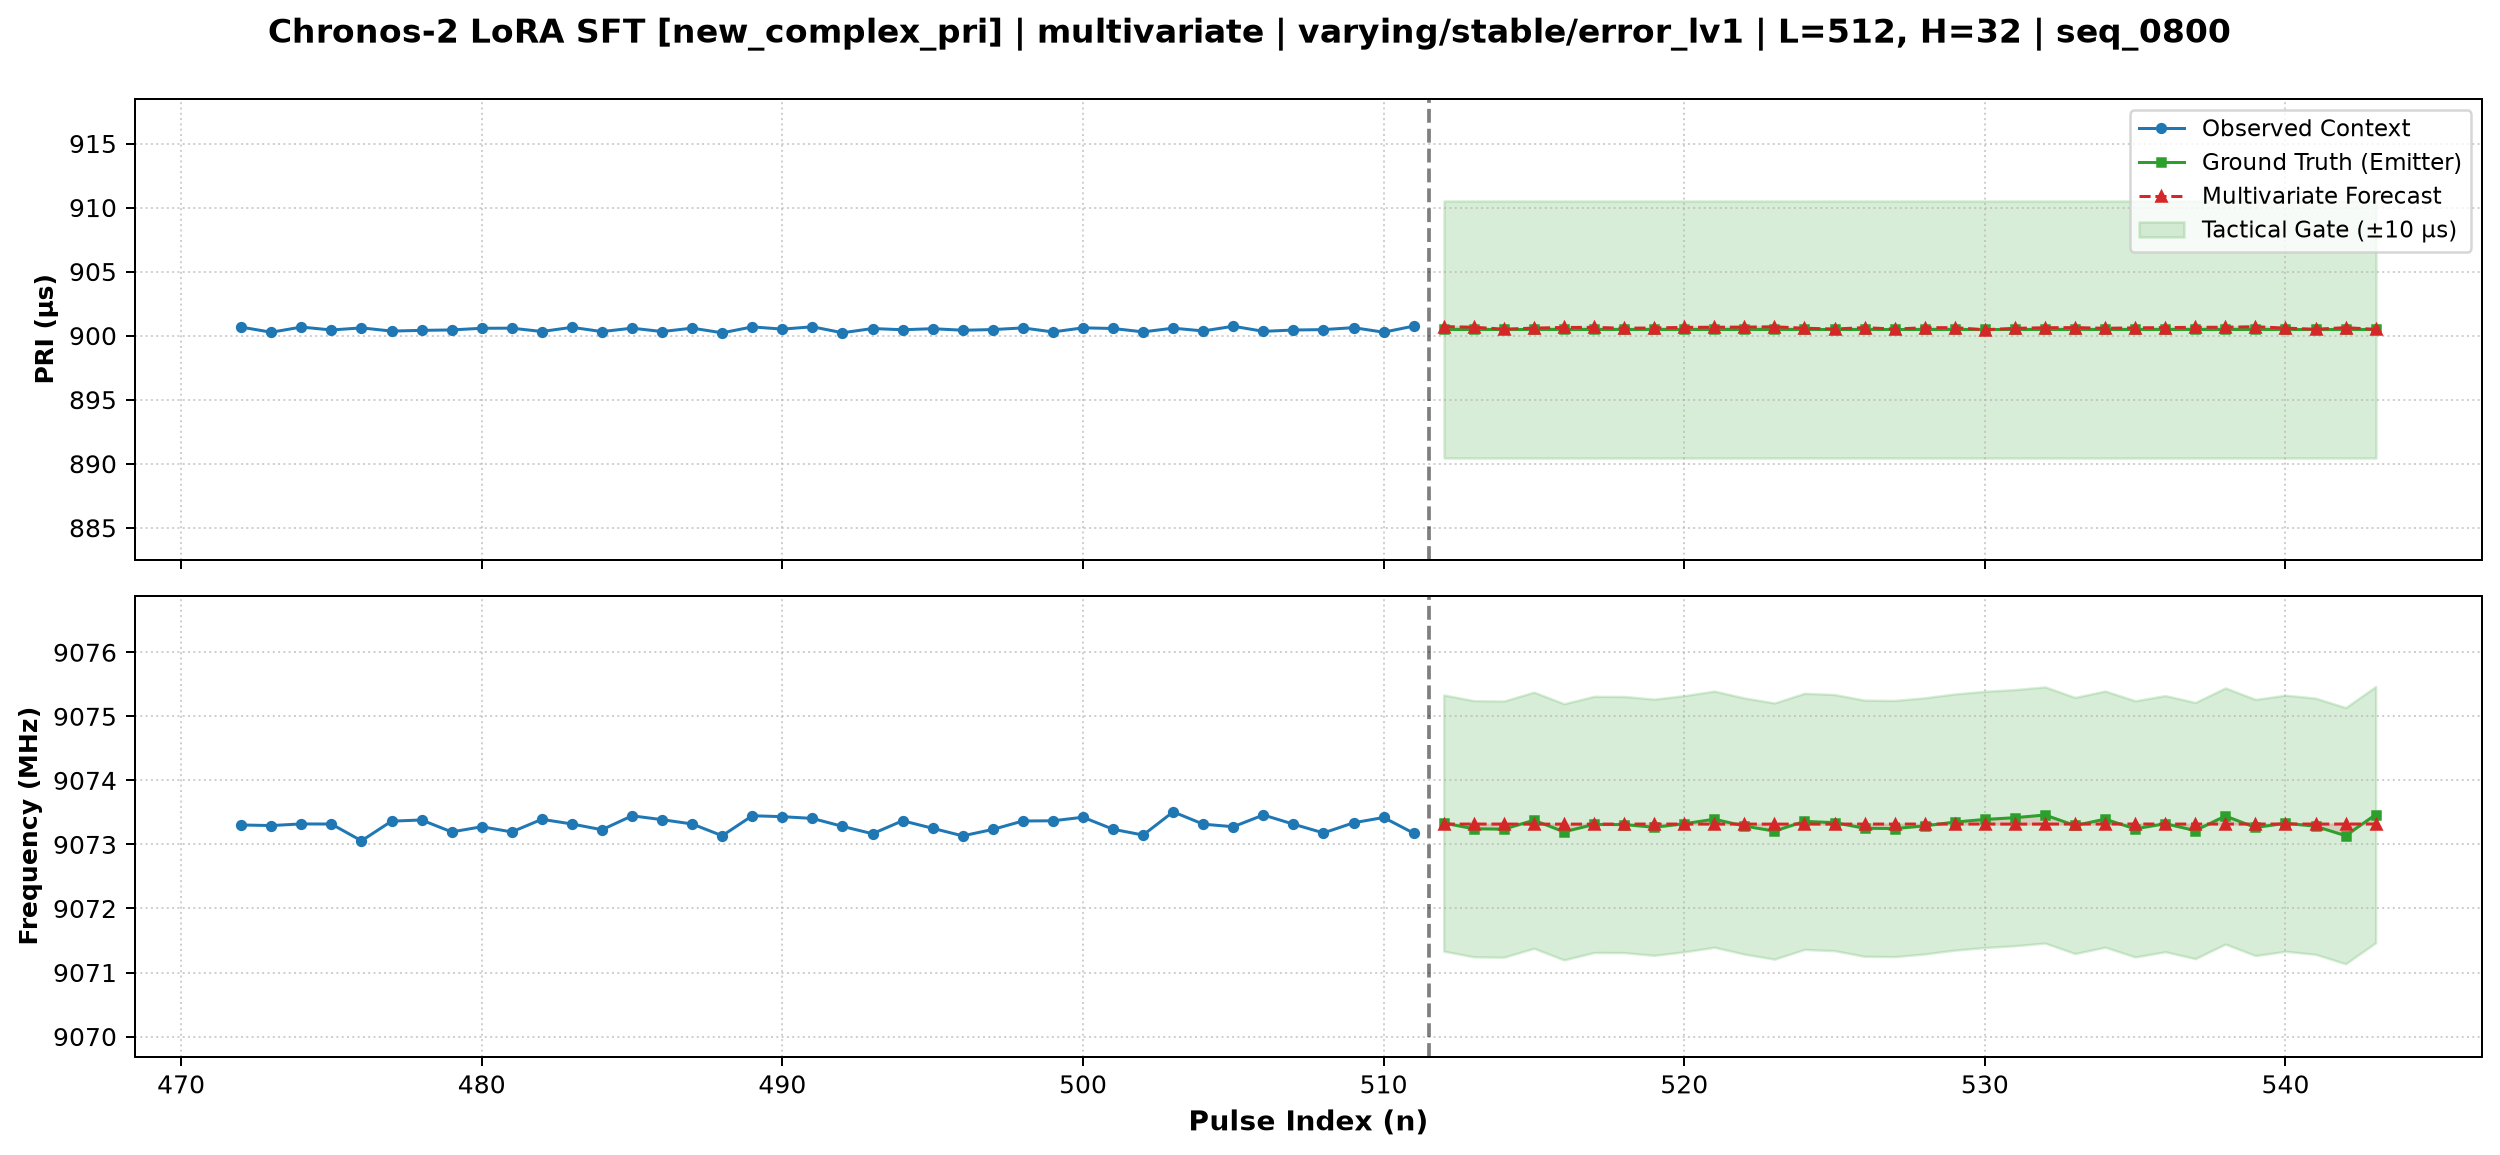 Chronos-2 LoRA SFT [new_complex_pri] | multivariate | varying/stable/error_lv1 | L=512, H=32 | seq_0800
915
910
905
900
895
890
885
PRI (µs)
Observed Context
Ground Truth (Emitter)
Multivariate Forecast
Tactical Gate (±10 µs)
9076
9075
9074
9073
9072
9071
9070
Frequency (MHz)
470 480 490 500 510 520 530 540
Pulse Index (n)